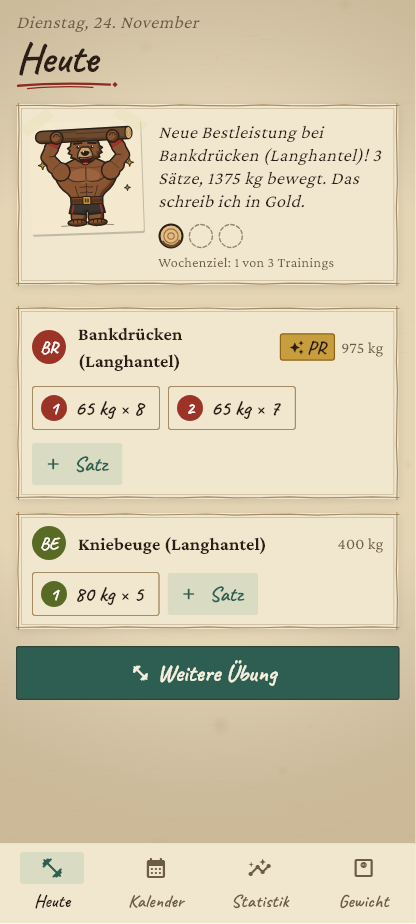 Dienstag, 24. November
Heute
Neue Bestleistung bei
Bankdrücken (Langhantel)! 3
Sätze, 1375 kg bewegt. Das
schreib ich in Gold.
Wochenziel: 1 von 3 Trainings
BR
Bankdrücken
(Langhantel)
PR
975 kg
1 65 kg × 8
2 65 kg × 7
+ Satz
BE
Kniebeuge (Langhantel)
400 kg
1 80 kg × 5
+ Satz
Weitere Übung
Heute
Kalender
Statistik
Gewicht